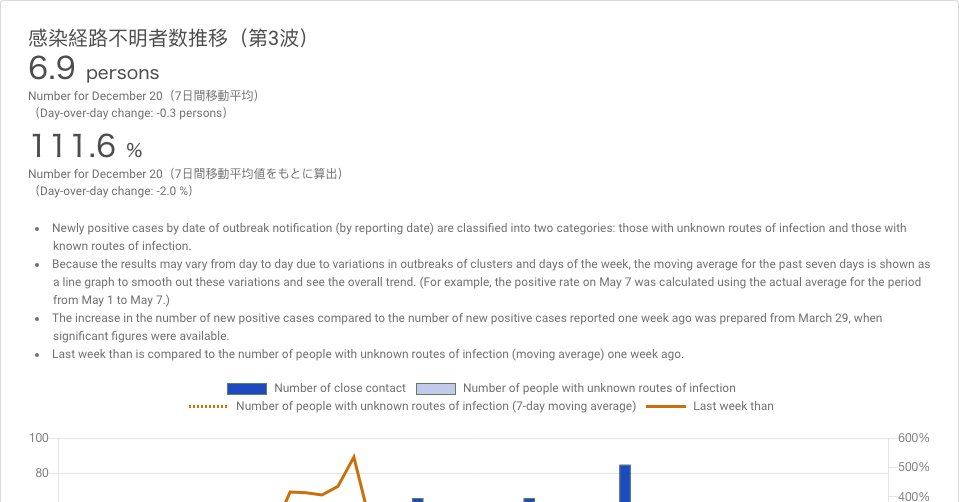 感染経路不明者数推移（第3波）
6.9 persons
Number for December 20（7日間移動平均）
（Day-over-day change: -0.3 persons）
111.6 %
Number for December 20（7日間移動平均値をもとに算出）
（Day-over-day change: -2.0 %）
• Newly positive cases by date of outbreak notification (by reporting date) are classified into two categories: those with unknown routes of infection and those with
known routes of infection.
• Because the results may vary from day to day due to variations in outbreaks of clusters and days of the week, the moving average for the past seven days is shown as
a line graph to smooth out these variations and see the overall trend. (For example, the positive rate on May 7 was calculated using the actual average for the period
from May 1 to May 7.)
• The increase in the number of new positive cases compared to the number of new positive cases reported one week ago was prepared from March 29, when
significant figures were available.
• Last week than is compared to the number of people with unknown routes of infection (moving average) one week ago.
Number of close contact Number of people with unknown routes of infection
Number of people with unknown routes of infection (7-day moving average) Last week than
100 600%
80 500%
400%